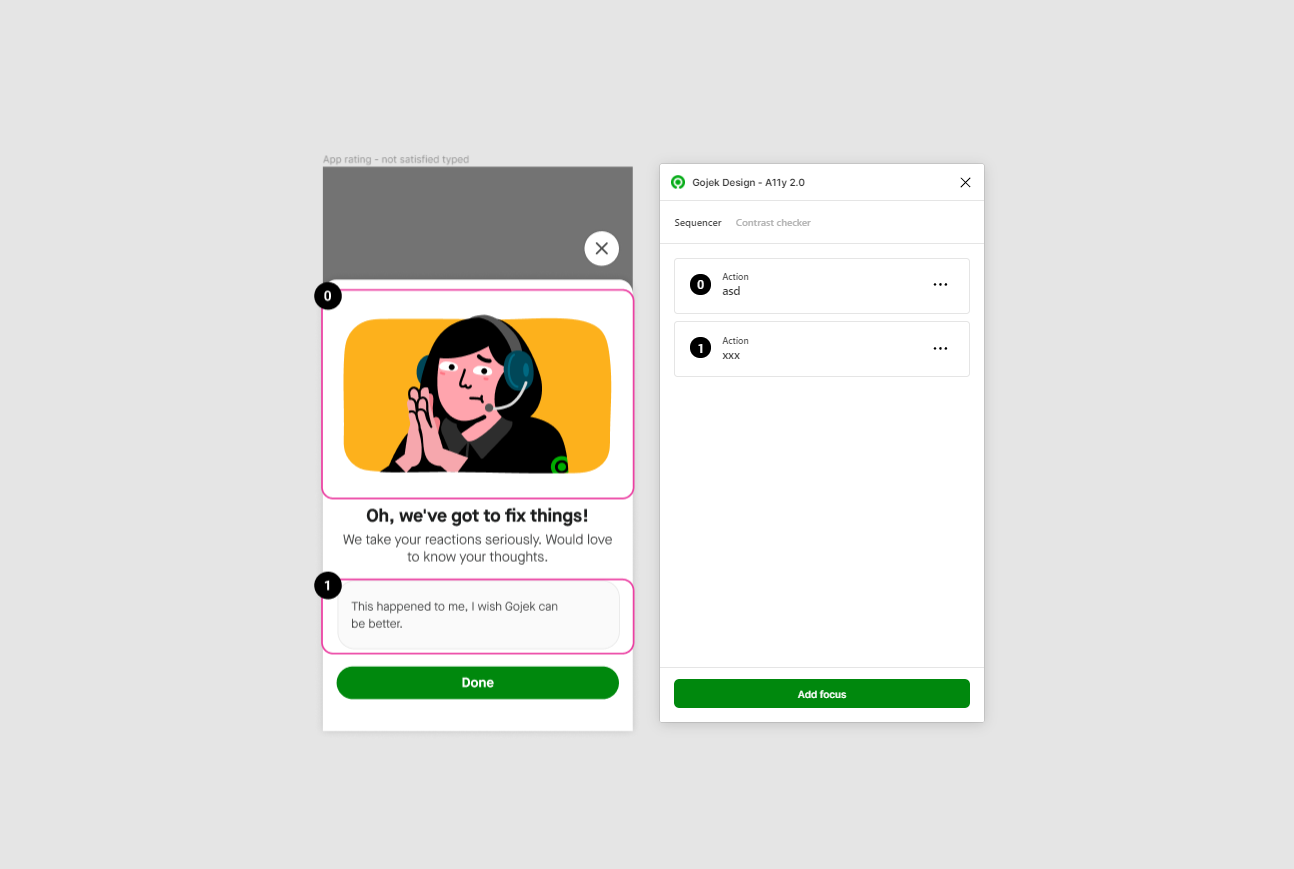 App rating - not satisfied typed
0
Oh, we've got to fix things!
We take your reactions seriously. Would love
to know your thoughts.
1
This happened to me, I wish Gojek can
be better.
Done
Gojek Design - A11y 2.0
Sequencer Contrast checker
0
Action
asd
1
Action
xxx
Add focus